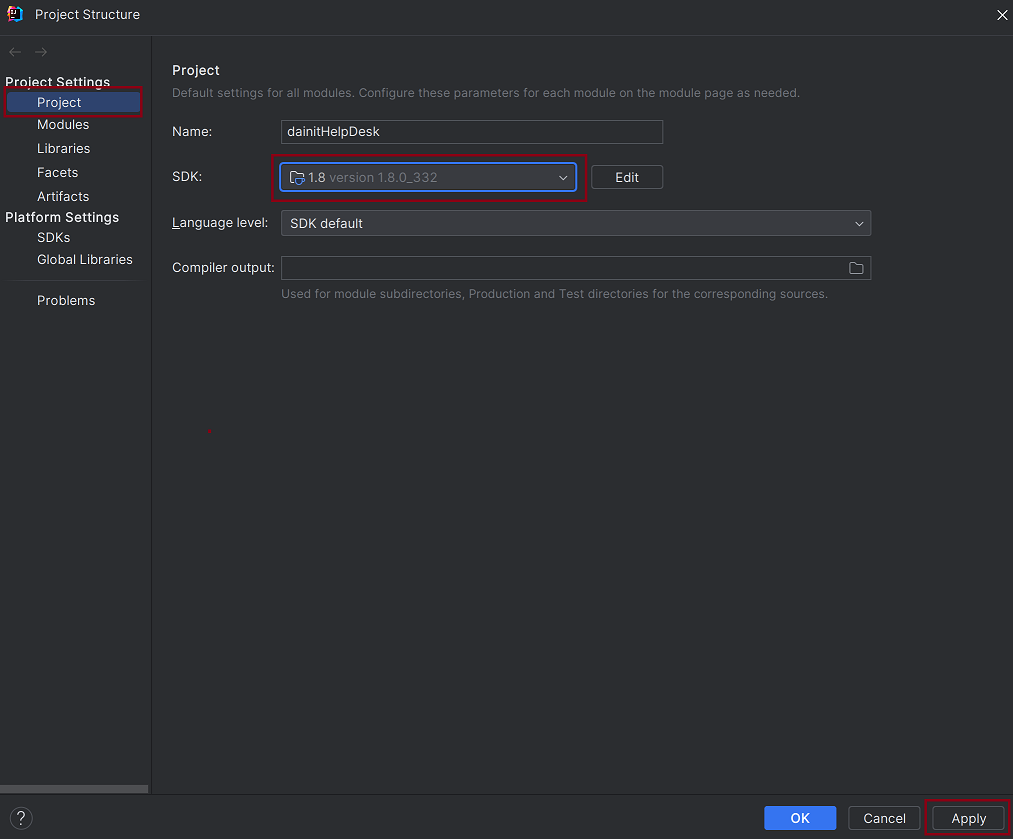 Project Structure
Project Settings
Project
Modules
Libraries
Facets
Artifacts
Platform Settings
SDKs
Global Libraries
Problems
Project
Default settings for all modules. Configure these parameters for each module on the module page as needed.
Name: dainitHelpDesk
SDK: 1.8 version 1.8.0_332 Edit
Language level: SDK default
Compiler output:
Used for module subdirectories, Production and Test directories for the corresponding sources.
? OK Cancel Apply